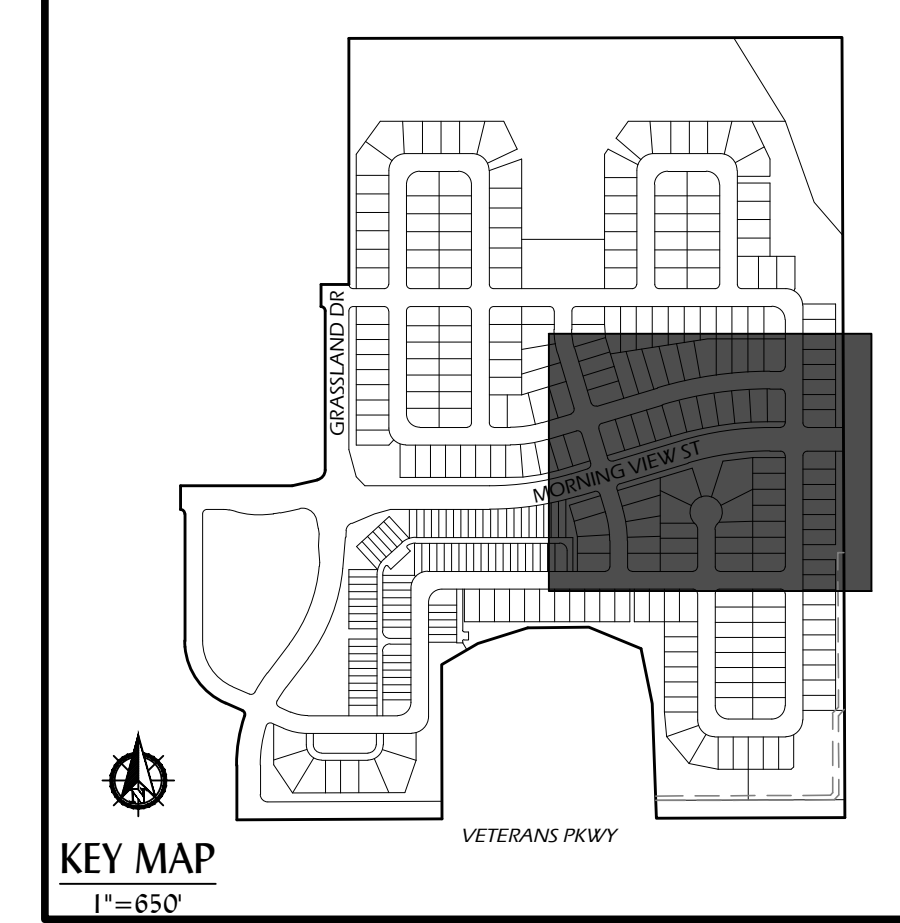 GRASSLAND DR
MORNING VIEW ST
N
VETERANS PKWY
KEY MAP
1"=650'